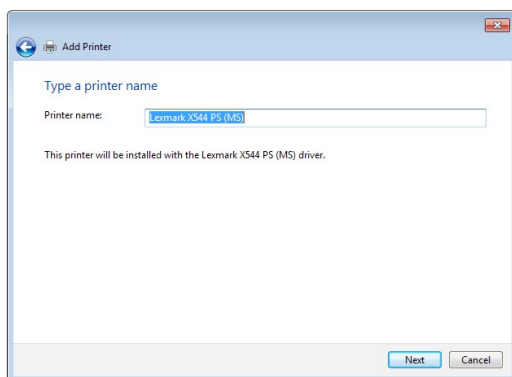 Add Printer
Type a printer name
Printer name: Lexmark X544 PS (MS)
This printer will be installed with the Lexmark X544 PS (MS) driver.
Next Cancel